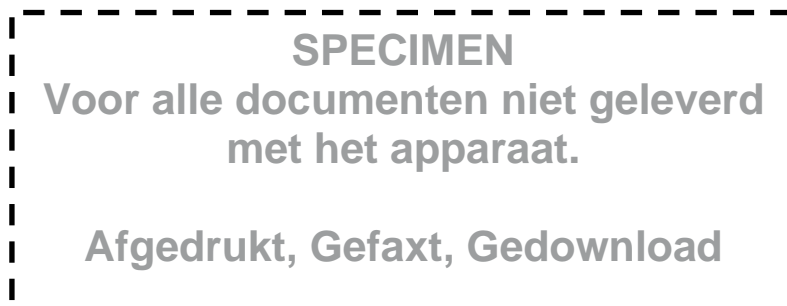 SPECIMEN
Voor alle documenten niet geleverd
met het apparaat.
Afgedrukt, Gefaxt, Gedownload